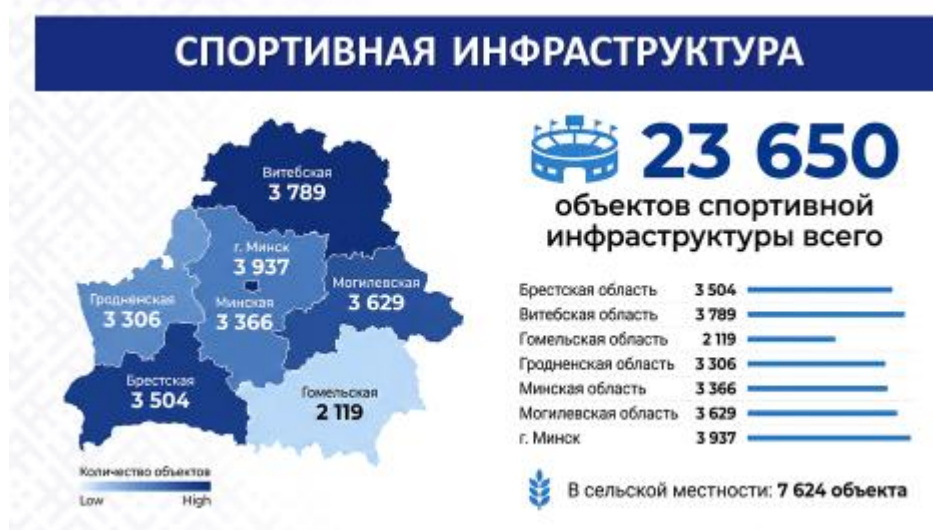 СПОРТИВНАЯ ИНФРАСТРУКТУРА
Витебская
3 789
г. Минск
3 937
Могилевская
3 629
Гродненская
3 306
Минская
3 366
Брестская
3 504
Гомельская
2 119
Количество объектов
Low High
23 650
объектов спортивной
инфраструктуры всего
Брестская область 3 504
Витебская область 3 789
Гомельская область 2 119
Гродненская область 3 306
Минская область 3 366
Могилевская область 3 629
г. Минск 3 937
В сельской местности: 7 624 объекта